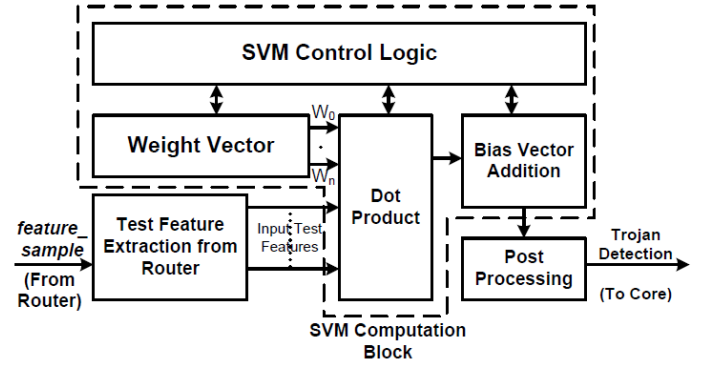 SVM Control Logic
Weight Vector
W0
.
Wn
Dot
Product
Bias Vector
Addition
feature_
sample
(From
Router)
Test Feature
Extraction from
Router
Input Test
Features
Post
Processing
Trojan
Detection
(To Core)
SVM Computation
Block